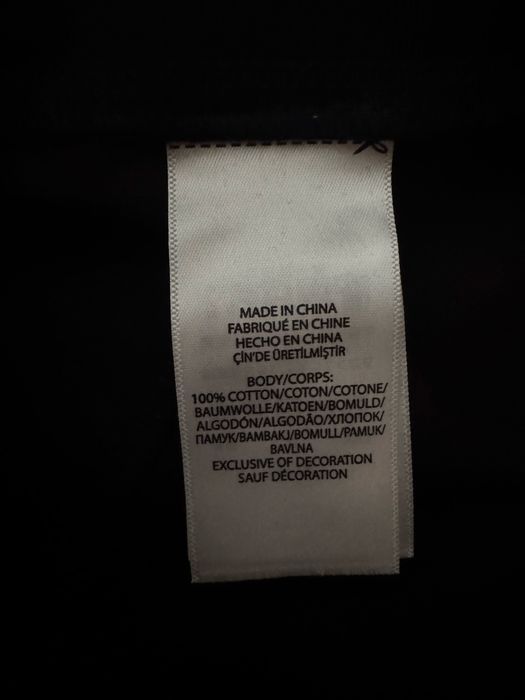 MADE IN CHINA
FABRIQUÉ EN CHINE
HECHO EN CHINA
ÇİN'DE ÜRETİLMİŞTİR
BODY/CORPS:
100% COTTON/COTON/COTONE/
BAUMWOLLE/KATOEN/BOMULD/
ALGODÓN/ALGODÃO/ХЛОПОК/
ПАМУК/BAMBAKI/BOMULL/PAMUK/
BAVLNA
EXCLUSIVE OF DECORATION
SAUF DÉCORATION